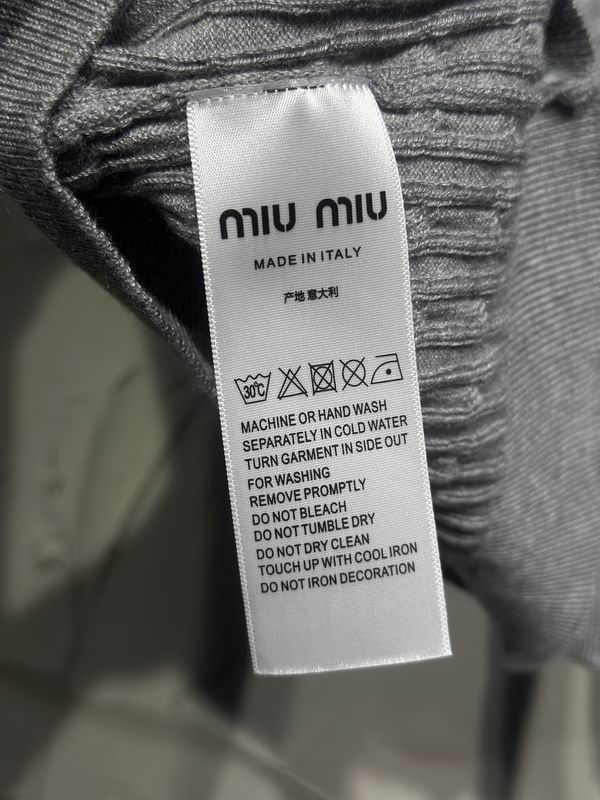 MIU MIU
MADE IN ITALY
产地 意大利
30℃
MACHINE OR HAND WASH
SEPARATELY IN COLD WATER
TURN GARMENT IN SIDE OUT
FOR WASHING
REMOVE PROMPTLY
DO NOT BLEACH
DO NOT TUMBLE DRY
DO NOT DRY CLEAN
TOUCH UP WITH COOL IRON
DO NOT IRON DECORATION